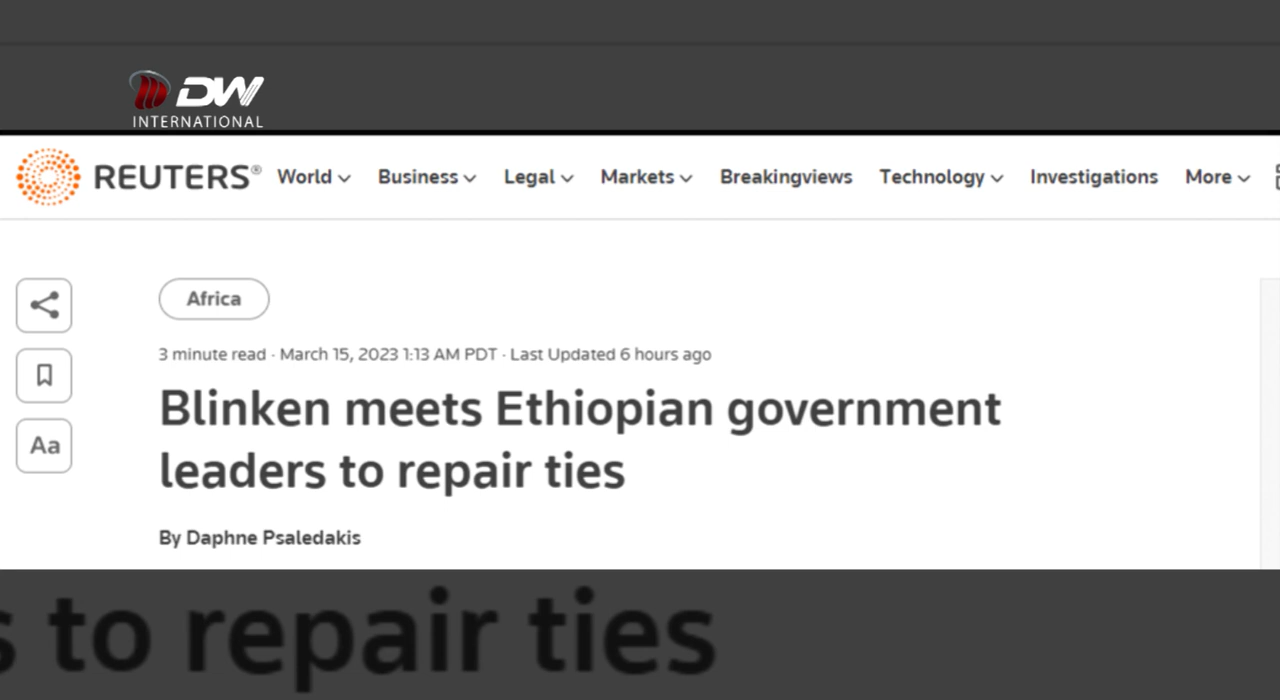 DW
INTERNATIONAL
REUTERS® World Business Legal Markets Breakingviews Technology Investigations More
Africa
3 minute read · March 15, 2023 1:13 AM PDT · Last Updated 6 hours ago
Blinken meets Ethiopian government
leaders to repair ties
Aa
By Daphne Psaledakis
s to repair ties